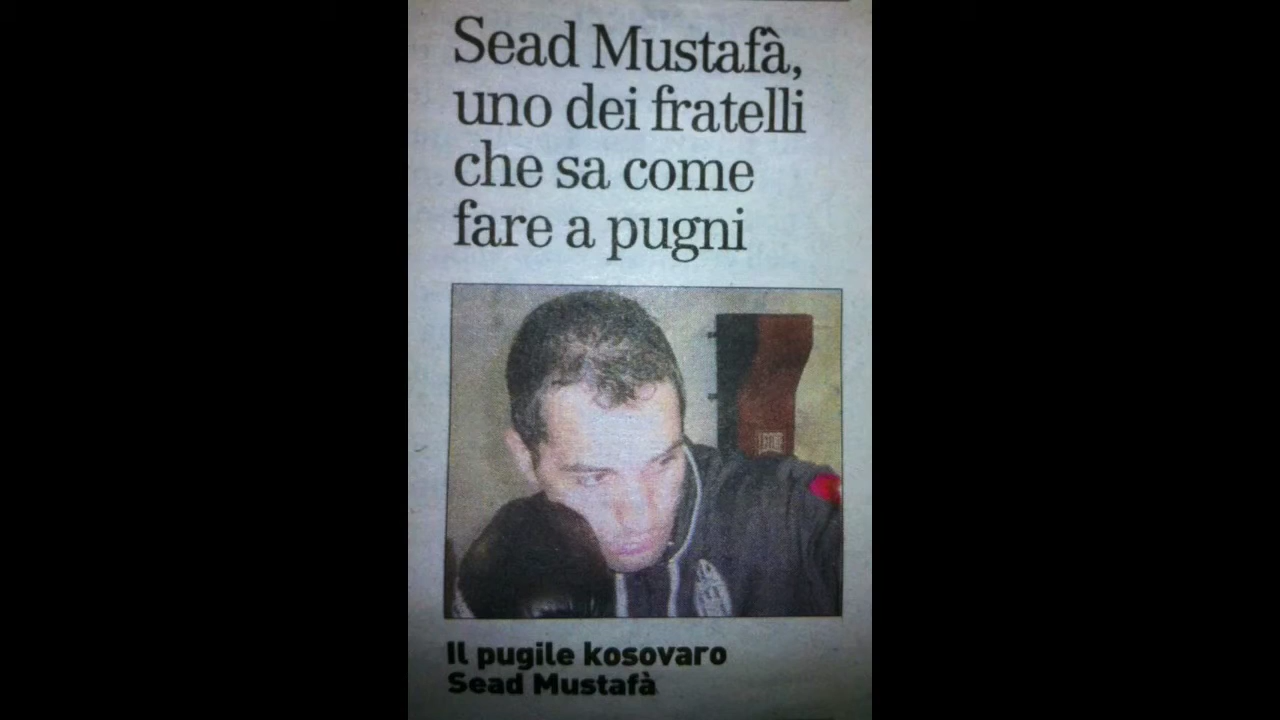 Sead Mustafà,
uno dei fratelli
che sa come
fare a pugni
Il pugile kosovaro
Sead Mustafà